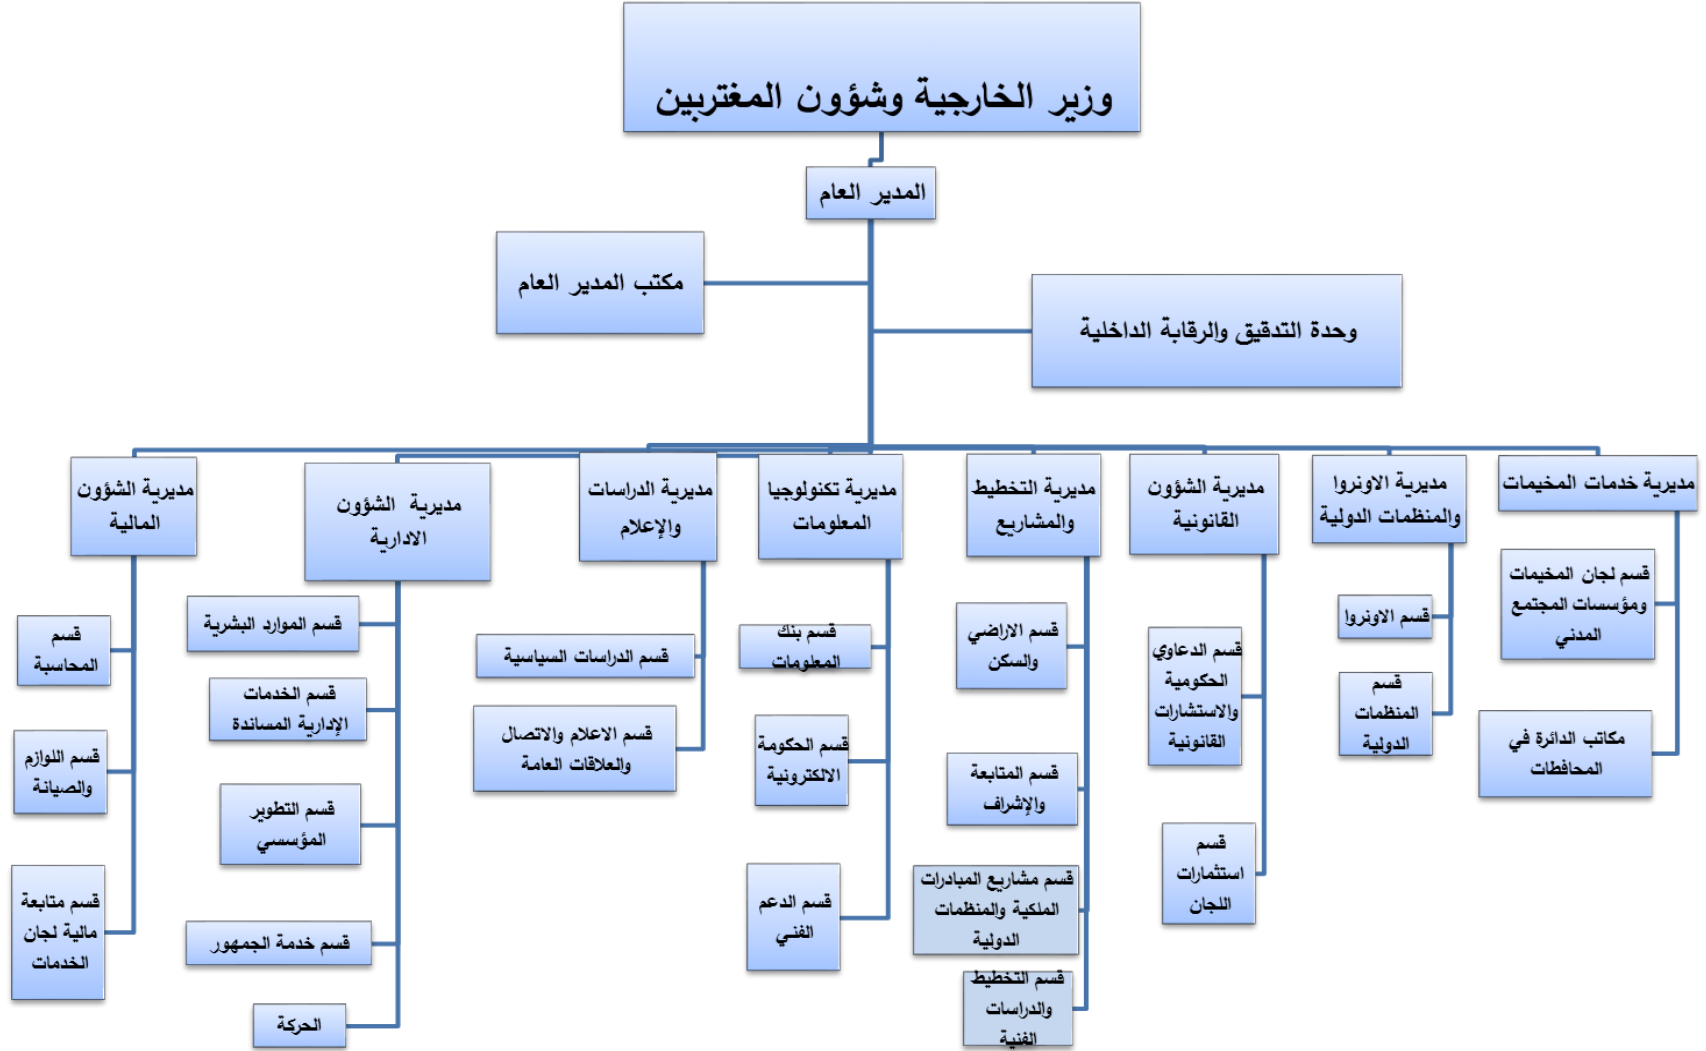 وزير الخارجية وشؤون المغتربين
المدير العام
مكتب المدير العام
وحدة التدقيق والرقابة الداخلية
مديرية خدمات المخيمات
قسم لجان المخيمات
ومؤسسات المجتمع
المدني
مكاتب الدائرة في
المحافظات
مديرية الاونروا
والمنظمات الدولية
قسم الاونروا
قسم
المنظمات
الدولية
مديرية الشؤون
القانونية
قسم الدعاوي
الحكومية
والاستشارات
القانونية
قسم
استثمارات
اللجان
مديرية التخطيط
والمشاريع
قسم الاراضي
والسكن
قسم المتابعة
والإشراف
قسم مشاريع المبادرات
الملكية والمنظمات
الدولية
قسم التخطيط
والدراسات
الفنية
مديرية تكنولوجيا
المعلومات
قسم بنك
المعلومات
قسم الحكومة
الالكترونية
قسم الدعم
الفني
مديرية الدراسات
والإعلام
قسم الدراسات السياسية
قسم الاعلام والاتصال
والعلاقات العامة
مديرية الشؤون
الادارية
قسم الموارد البشرية
قسم الخدمات
الإدارية المساندة
قسم التطوير
المؤسسي
قسم خدمة الجمهور
الحركة
مديرية الشؤون
المالية
قسم
المحاسبة
قسم اللوازم
والصيانة
قسم متابعة
مالية لجان
الخدمات